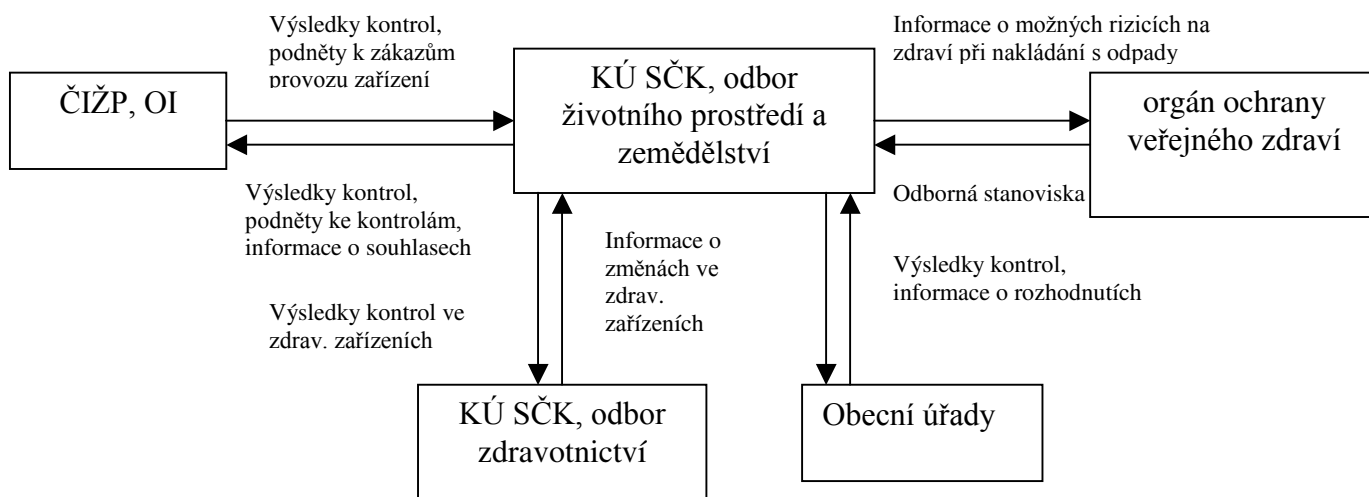 Výsledky kontrol,
podněty k zákazům
provozu zařízení
Informace o možných rizicích na
zdraví při nakládání s odpady
ČIŽP, OI
KÚ SČK, odbor
životního prostředí a
zemědělství
orgán ochrany
veřejného zdraví
Výsledky kontrol,
podněty ke kontrolám,
informace o souhlasech
Odborná stanoviska
Informace o
změnách ve
zdrav.
zařízeních
Výsledky kontrol,
informace o rozhodnutích
Výsledky kontrol ve
zdrav. zařízeních
KÚ SČK, odbor
zdravotnictví
Obecní úřady